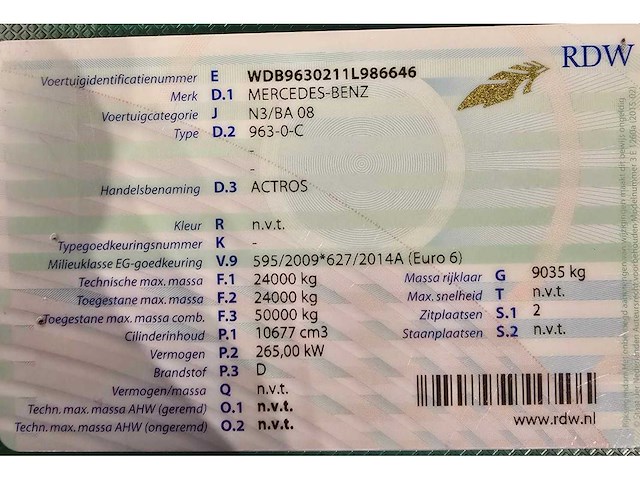 RDW
Voertuigidentificatienummer E WDB9630211L986646
Merk D.1 MERCEDES-BENZ
Voertuigcategorie J N3/BA 08
Type D.2 963-0-C
-
-
Handelsbenaming D.3 ACTROS
Kleur R n.v.t.
Typegoedkeuringsnummer K -
Milieuklasse EG-goedkeuring V.9 595/2009*627/2014A (Euro 6)
Technische max. massa F.1 24000 kg Massa rijklaar G 9035 kg
Toegestane max. massa F.2 24000 kg Max. snelheid T n.v.t.
Toegestane max. massa comb. F.3 50000 kg Zitplaatsen S.1 2
Cilinderinhoud P.1 10677 cm3 Staanplaatsen S.2 n.v.t.
Vermogen P.2 265,00 kW
Brandstof P.3 D
Vermogen/massa Q n.v.t.
Techn. max. massa AHW (geremd) O.1 n.v.t.
Techn. max. massa AHW (ongeremd) O.2 n.v.t.
www.rdw.nl